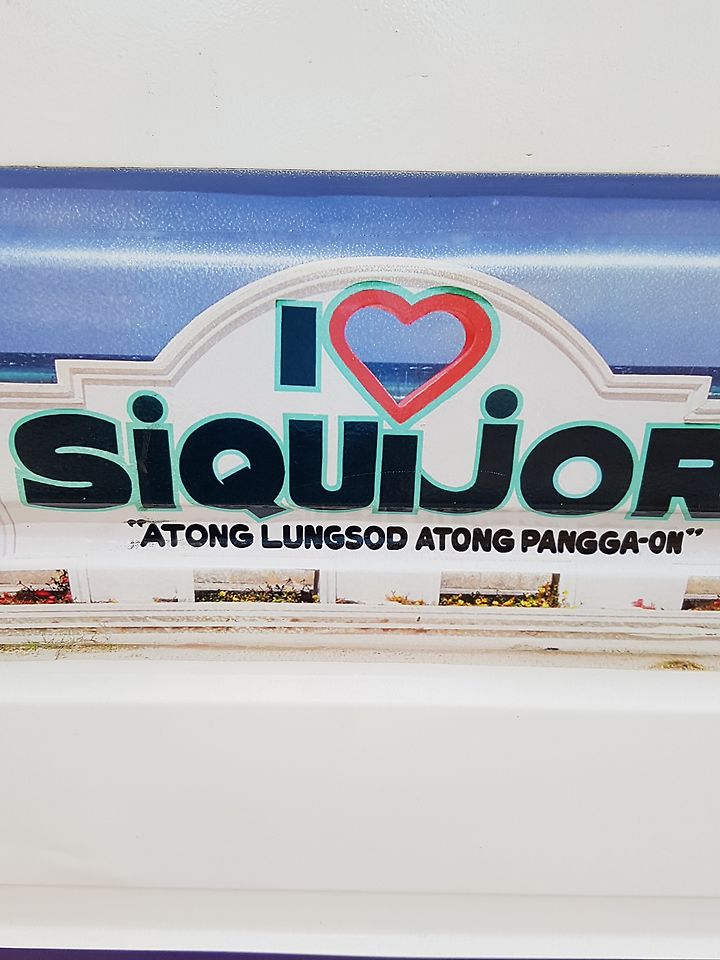 I ❤
SiQUiJOR
"ATONG LUNGSOD ATONG PANGGA-ON"